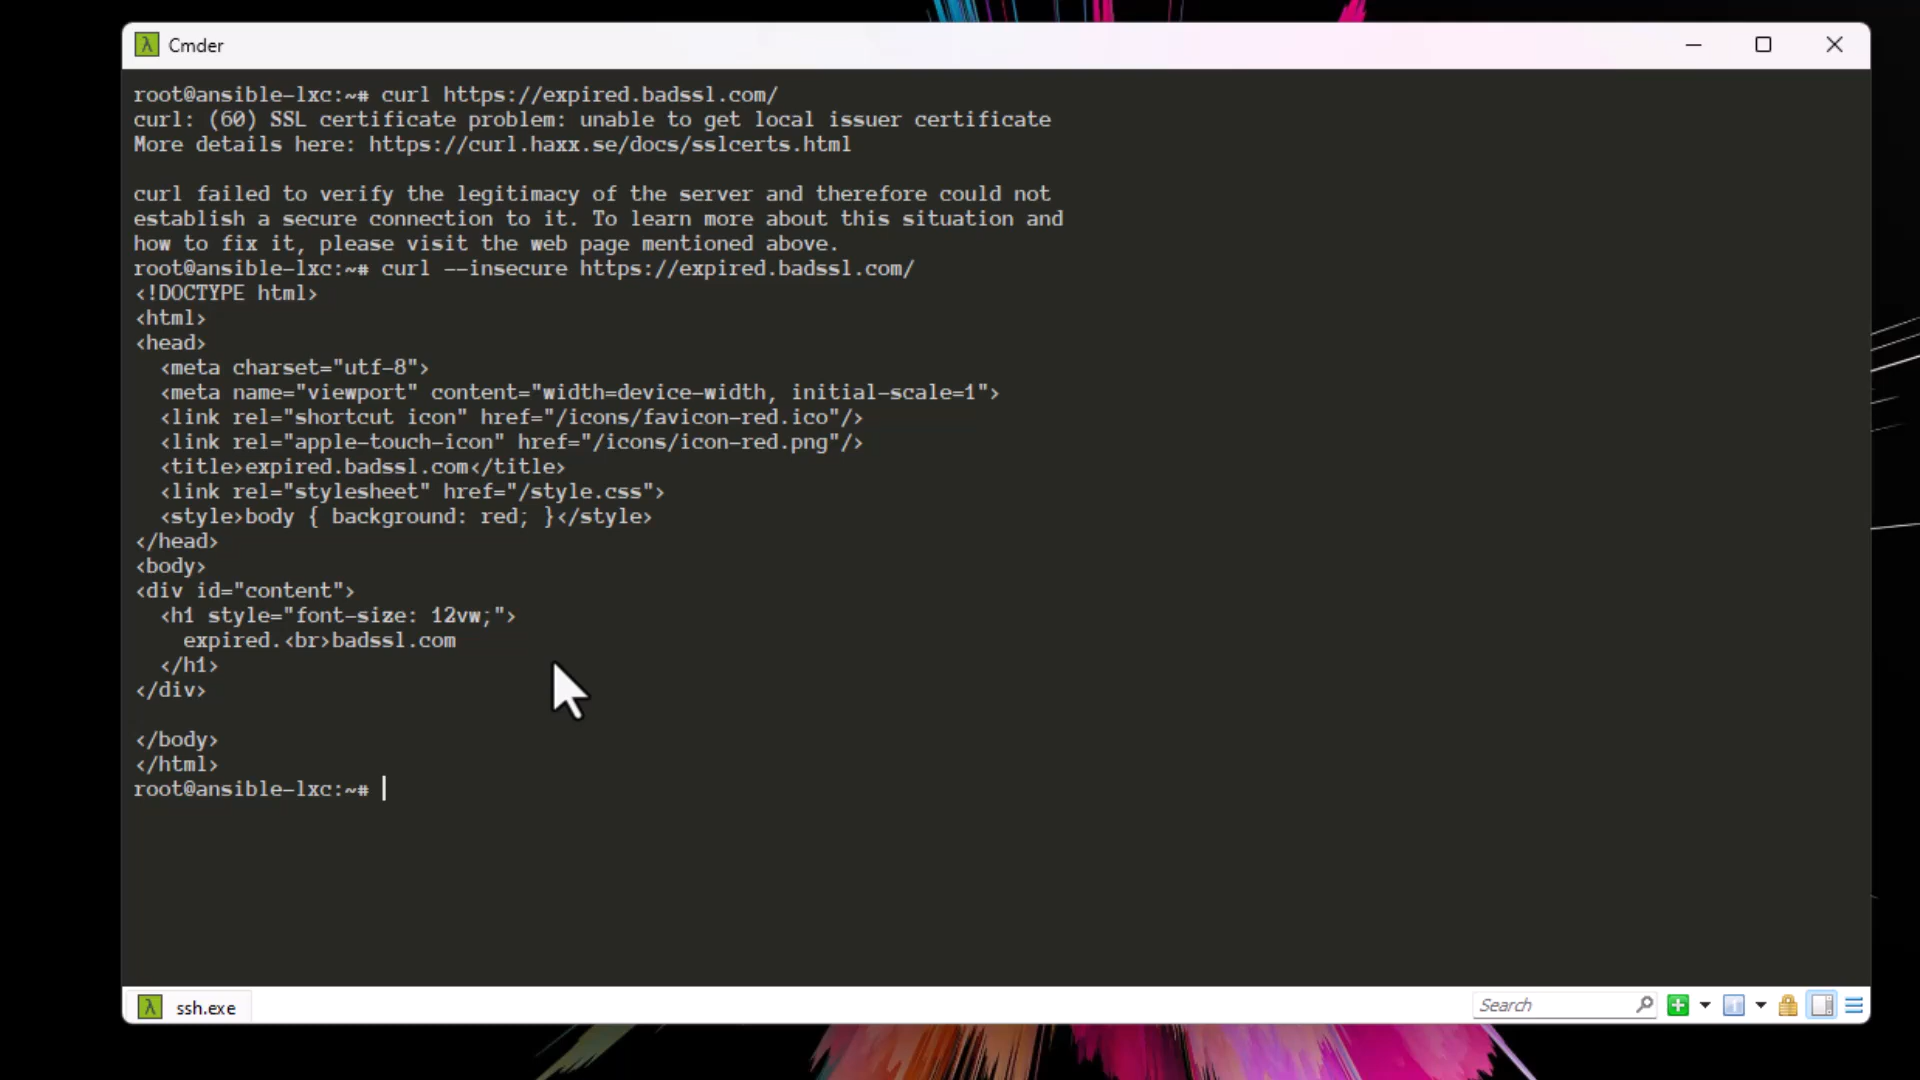 Cmder
root@ansible-lxc:~# curl https://expired.badssl.com/
curl: (60) SSL certificate problem: unable to get local issuer certificate
More details here: https://curl.haxx.se/docs/sslcerts.html
curl failed to verify the legitimacy of the server and therefore could not
establish a secure connection to it. To learn more about this situation and
how to fix it, please visit the web page mentioned above.
root@ansible-lxc:~# curl --insecure https://expired.badssl.com/
<!DOCTYPE html>
<html>
<head>
  <meta charset="utf-8">
  <meta name="viewport" content="width=device-width, initial-scale=1">
  <link rel="shortcut icon" href="/icons/favicon-red.ico"/>
  <link rel="apple-touch-icon" href="/icons/icon-red.png"/>
  <title>expired.badssl.com</title>
  <link rel="stylesheet" href="/style.css">
  <style>body { background: red; }</style>
</head>
<body>
<div id="content">
  <h1 style="font-size: 12vw;">
    expired.<br>badssl.com
  </h1>
</div>
</body>
</html>
root@ansible-lxc:~#
ssh.exe
Search